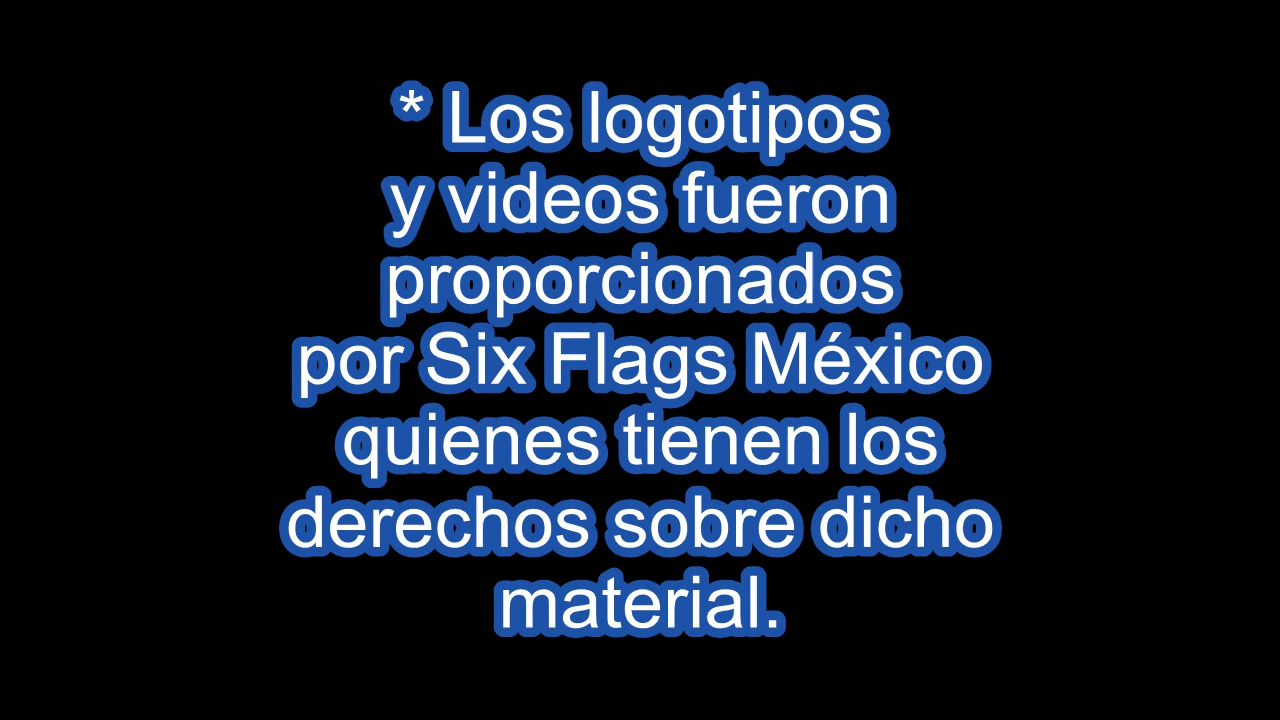 * Los logotipos
y videos fueron
proporcionados
por Six Flags México
quienes tienen los
derechos sobre dicho
material.